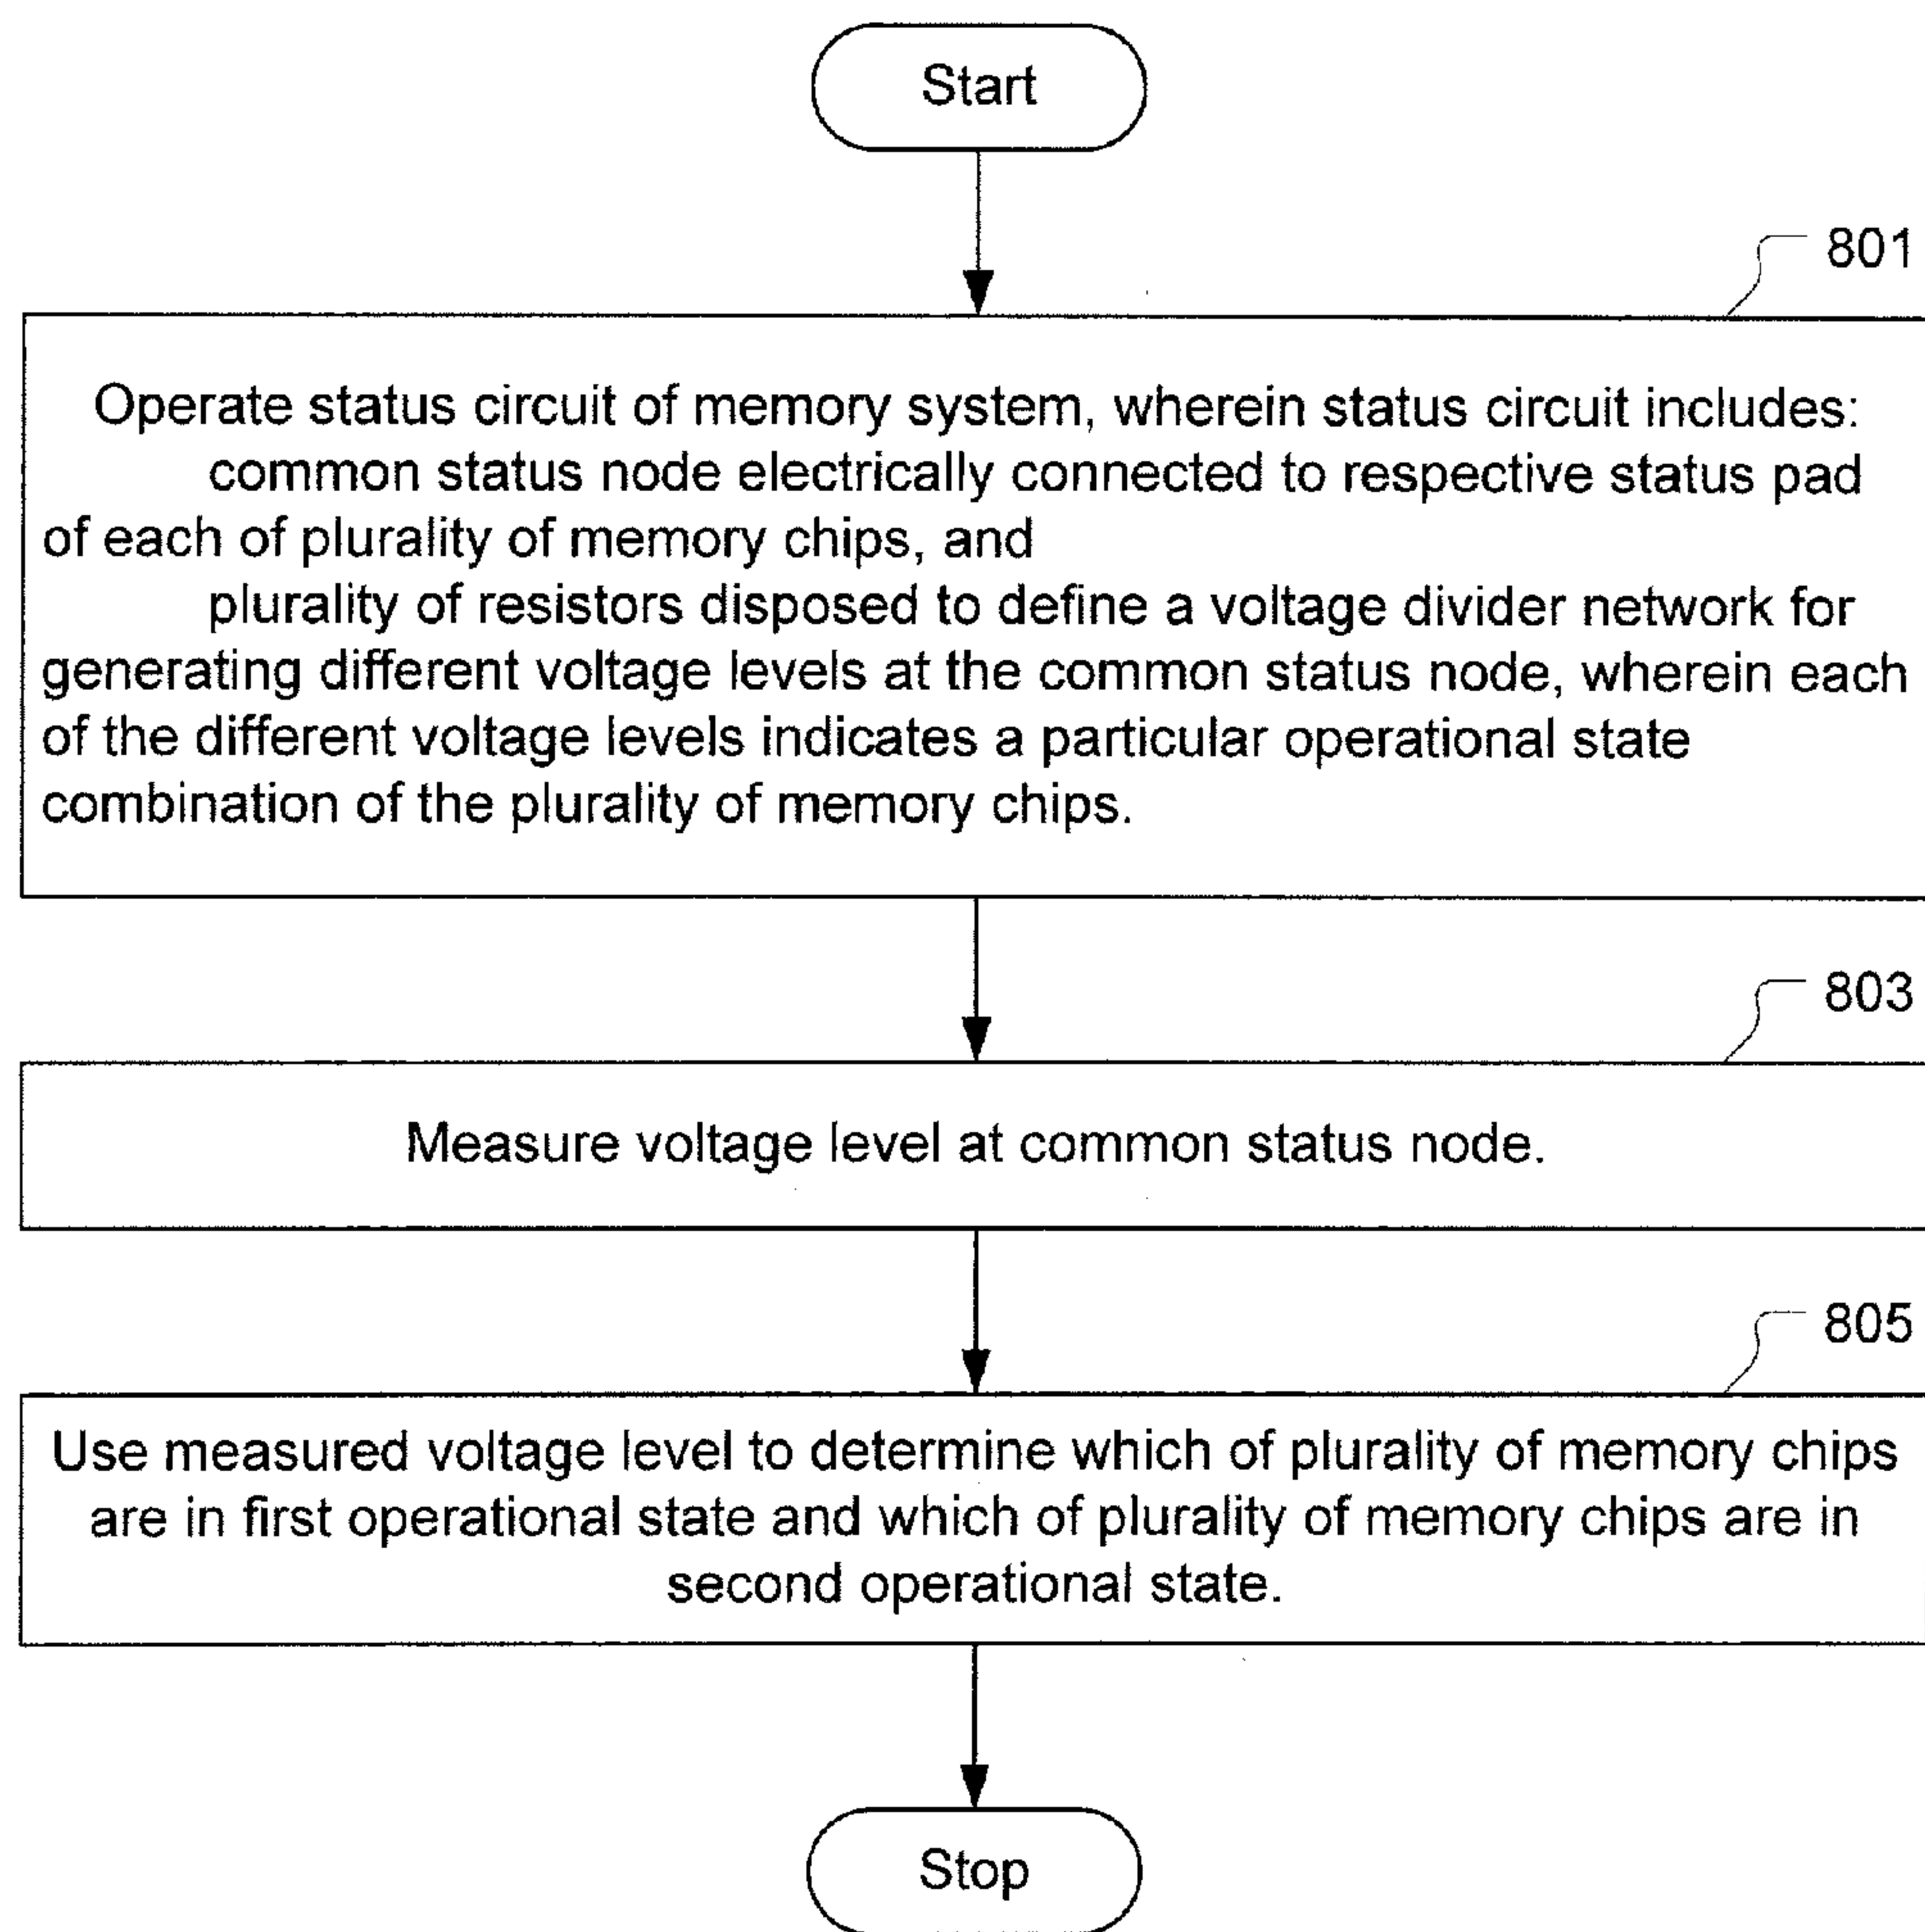 Start
801
Operate status circuit of memory system, wherein status circuit includes:
common status node electrically connected to respective status pad
of each of plurality of memory chips, and
plurality of resistors disposed to define a voltage divider network for
generating different voltage levels at the common status node, wherein each
of the different voltage levels indicates a particular operational state
combination of the plurality of memory chips.
803
Measure voltage level at common status node.
805
Use measured voltage level to determine which of plurality of memory chips
are in first operational state and which of plurality of memory chips are in
second operational state.
Stop